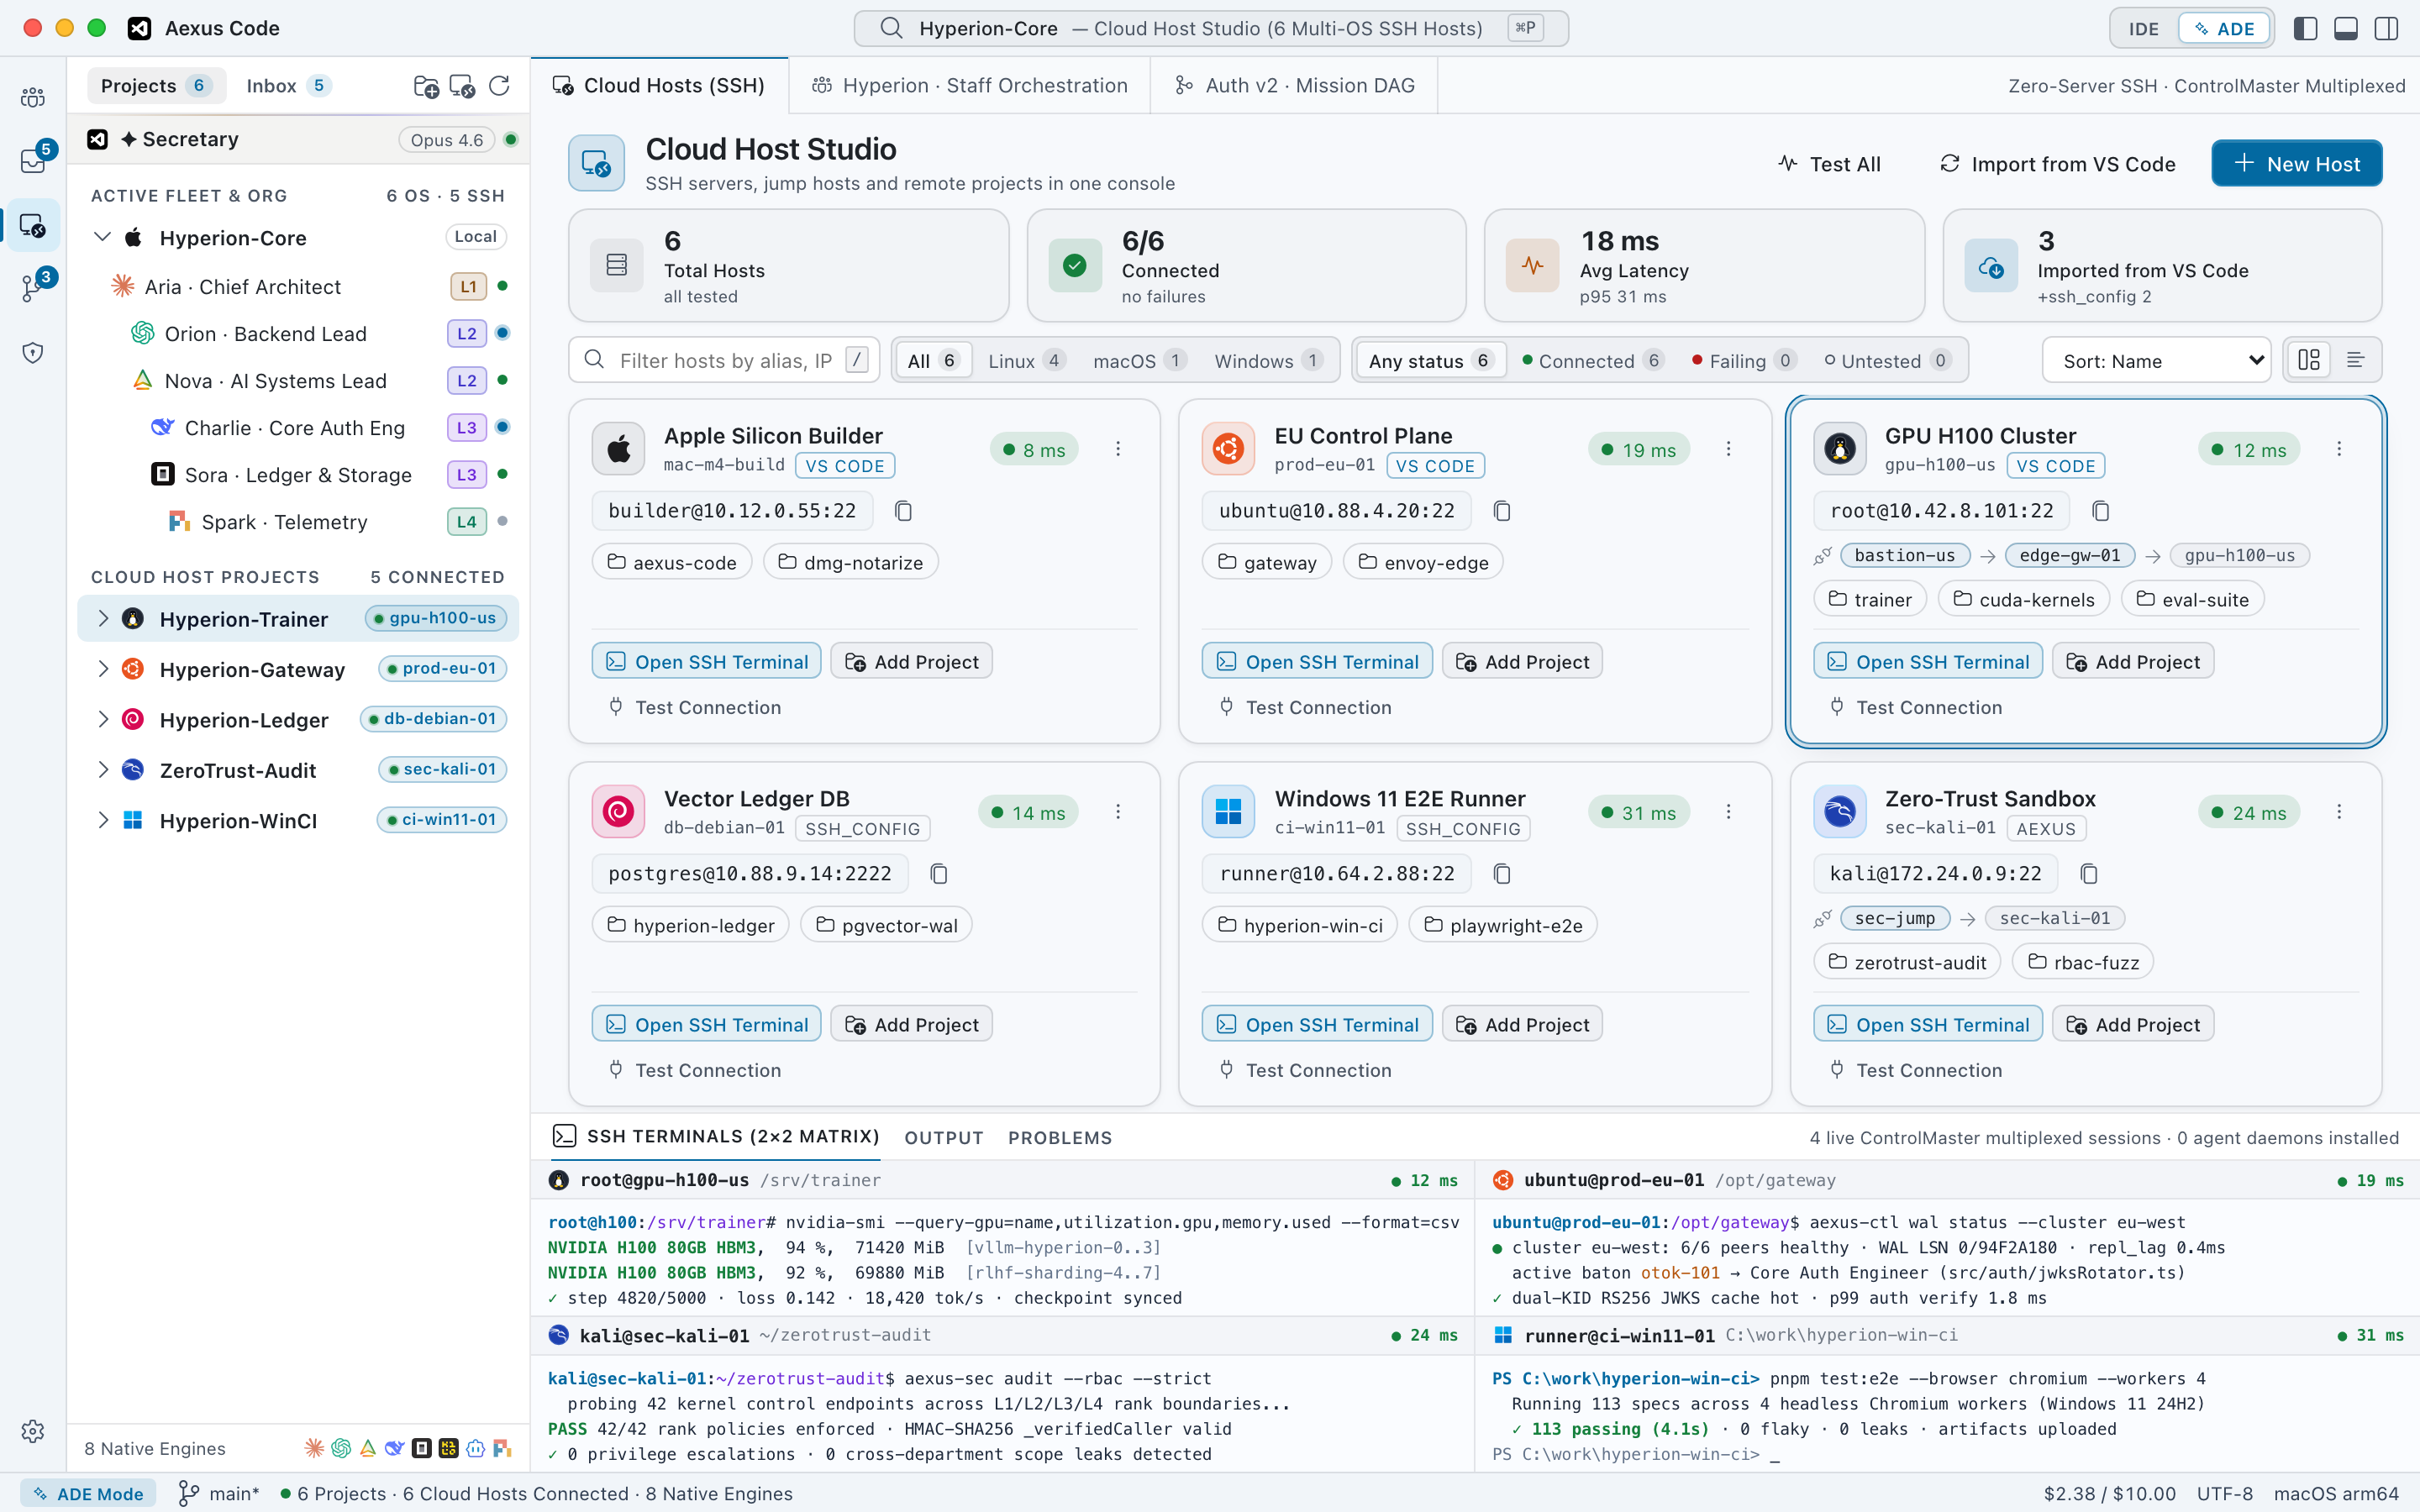 Aexus Code
Hyperion-Core — Cloud Host Studio (6 Multi-OS SSH Hosts) ⌘P
IDE ADE
Projects 6 Inbox 5
5
3
Secretary Opus 4.6
ACTIVE FLEET & ORG 6 OS · 5 SSH
Hyperion-Core Local
Aria · Chief Architect L1
Orion · Backend Lead L2
Nova · AI Systems Lead L2
Charlie · Core Auth Eng L3
Sora · Ledger & Storage L3
Spark · Telemetry L4
CLOUD HOST PROJECTS 5 CONNECTED
Hyperion-Trainer gpu-h100-us
Hyperion-Gateway prod-eu-01
Hyperion-Ledger db-debian-01
ZeroTrust-Audit sec-kali-01
Hyperion-WinCI ci-win11-01
8 Native Engines
Cloud Hosts (SSH) Hyperion · Staff Orchestration Auth v2 · Mission DAG Zero-Server SSH · ControlMaster Multiplexed
Cloud Host Studio
SSH servers, jump hosts and remote projects in one console
Test All Import from VS Code + New Host
6
Total Hosts
all tested
6/6
Connected
no failures
18 ms
Avg Latency
p95 31 ms
3
Imported from VS Code
+ssh_config 2
Filter hosts by alias, IP / All 6 Linux 4 macOS 1 Windows 1 Any status 6 Connected 6 Failing 0 Untested 0 Sort: Name
Apple Silicon Builder 8 ms
mac-m4-build VS CODE
builder@10.12.0.55:22
aexus-code dmg-notarize
Open SSH Terminal Add Project
Test Connection
EU Control Plane 19 ms
prod-eu-01 VS CODE
ubuntu@10.88.4.20:22
gateway envoy-edge
Open SSH Terminal Add Project
Test Connection
GPU H100 Cluster 12 ms
gpu-h100-us VS CODE
root@10.42.8.101:22
bastion-us → edge-gw-01 → gpu-h100-us
trainer cuda-kernels eval-suite
Open SSH Terminal Add Project
Test Connection
Vector Ledger DB 14 ms
db-debian-01 SSH_CONFIG
postgres@10.88.9.14:2222
hyperion-ledger pgvector-wal
Open SSH Terminal Add Project
Test Connection
Windows 11 E2E Runner 31 ms
ci-win11-01 SSH_CONFIG
runner@10.64.2.88:22
hyperion-win-ci playwright-e2e
Open SSH Terminal Add Project
Test Connection
Zero-Trust Sandbox 24 ms
sec-kali-01 AEXUS
kali@172.24.0.9:22
sec-jump → sec-kali-01
zerotrust-audit rbac-fuzz
Open SSH Terminal Add Project
Test Connection
SSH TERMINALS (2×2 MATRIX) OUTPUT PROBLEMS 4 live ControlMaster multiplexed sessions · 0 agent daemons installed
root@gpu-h100-us /srv/trainer ● 12 ms
root@h100:/srv/trainer# nvidia-smi --query-gpu=name,utilization.gpu,memory.used --format=csv
NVIDIA H100 80GB HBM3, 94 %, 71420 MiB [vllm-hyperion-0..3]
NVIDIA H100 80GB HBM3, 92 %, 69880 MiB [rlhf-sharding-4..7]
✓ step 4820/5000 · loss 0.142 · 18,420 tok/s · checkpoint synced
ubuntu@prod-eu-01 /opt/gateway ● 19 ms
ubuntu@prod-eu-01:/opt/gateway$ aexus-ctl wal status --cluster eu-west
● cluster eu-west: 6/6 peers healthy · WAL LSN 0/94F2A180 · repl_lag 0.4ms
active baton otok-101 → Core Auth Engineer (src/auth/jwksRotator.ts)
✓ dual-KID RS256 JWKS cache hot · p99 auth verify 1.8 ms
kali@sec-kali-01 ~/zerotrust-audit ● 24 ms
kali@sec-kali-01:~/zerotrust-audit$ aexus-sec audit --rbac --strict
probing 42 kernel control endpoints across L1/L2/L3/L4 rank boundaries...
PASS 42/42 rank policies enforced · HMAC-SHA256 _verifiedCaller valid
✓ 0 privilege escalations · 0 cross-department scope leaks detected
runner@ci-win11-01 C:\work\hyperion-win-ci ● 31 ms
PS C:\work\hyperion-win-ci> pnpm test:e2e --browser chromium --workers 4
Running 113 specs across 4 headless Chromium workers (Windows 11 24H2)
✓ 113 passing (4.1s) · 0 flaky · 0 leaks · artifacts uploaded
PS C:\work\hyperion-win-ci> _
ADE Mode main* ● 6 Projects · 6 Cloud Hosts Connected · 8 Native Engines $2.38 / $10.00 UTF-8 macOS arm64